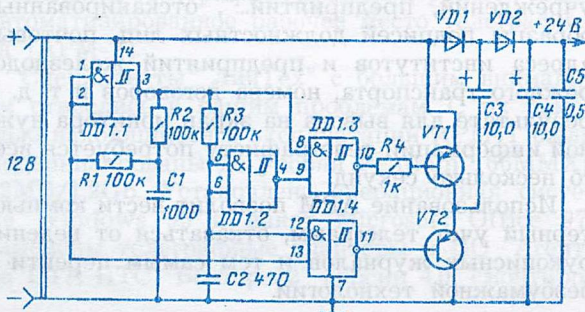 VD1 VD2 +24 В
+
14
1
2
&
3
DD1.1
R2
100к
R3
100к
C3
10,0
C4
10,0
C5
0,5
+
+
12В
R1 100к
C1
1000
5
6
&
4
DD1.2
DD1.3
8
9
&
10
R4
1к
VT1
DD1.4
12
13
&
11
7
VT2
C2 470
–